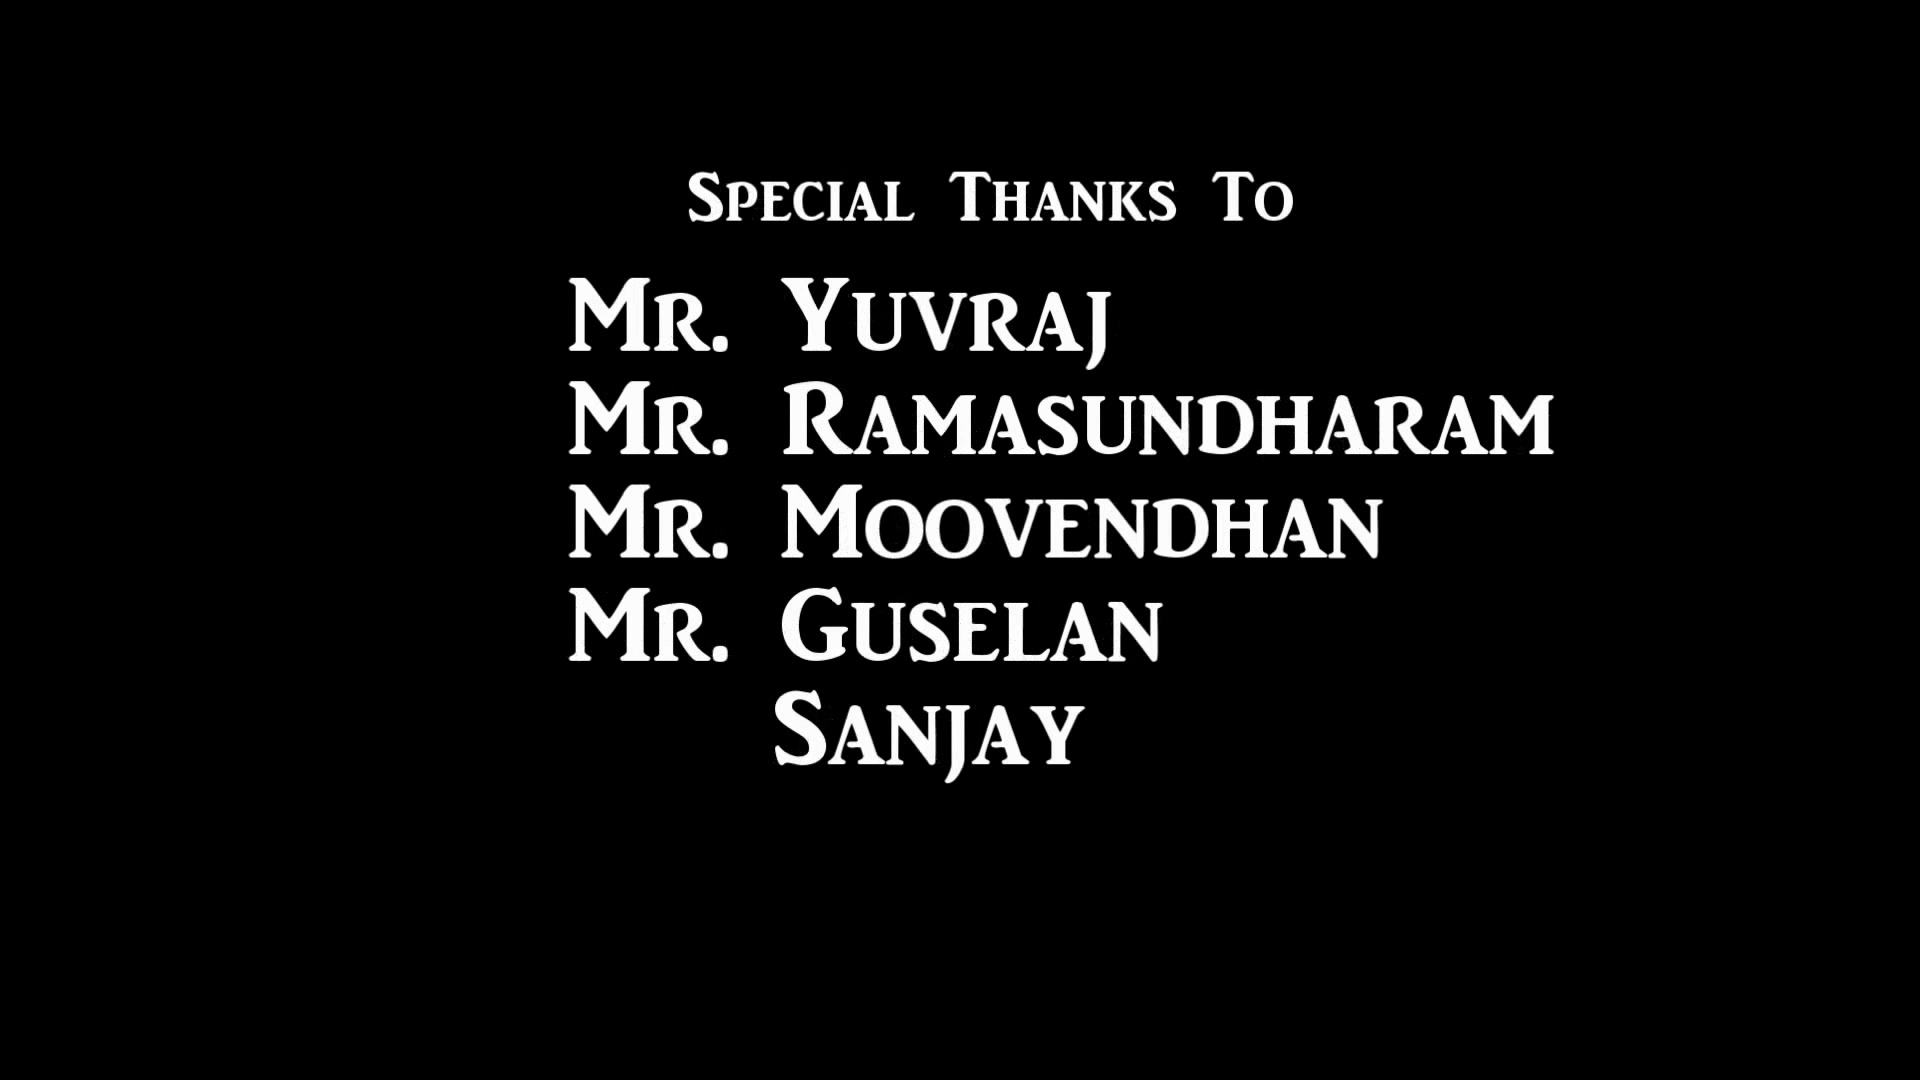 Special Thanks To
Mr. Yuvraj
Mr. Ramasundharam
Mr. Moovendhan
Mr. Guselan
Sanjay